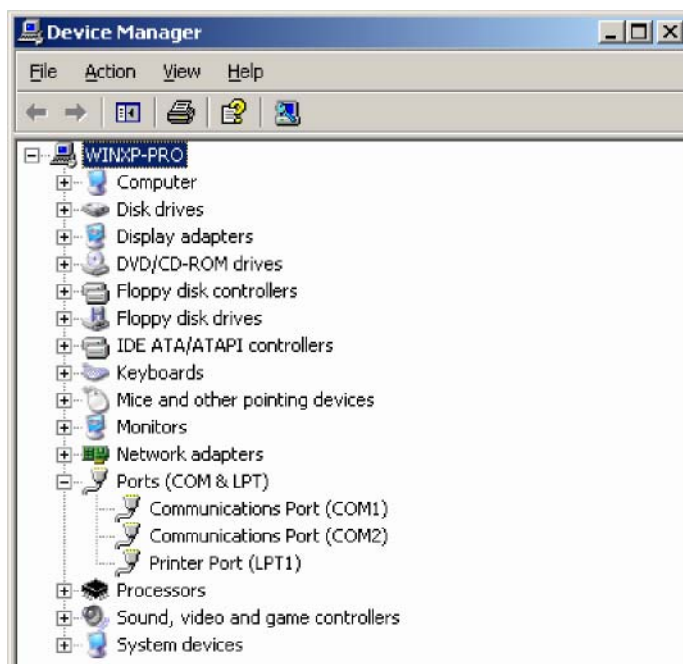 Device Manager
File Action View Help
WINXP-PRO
Computer
Disk drives
Display adapters
DVD/CD-ROM drives
Floppy disk controllers
Floppy disk drives
IDE ATA/ATAPI controllers
Keyboards
Mice and other pointing devices
Monitors
Network adapters
Ports (COM & LPT)
Communications Port (COM1)
Communications Port (COM2)
Printer Port (LPT1)
Processors
Sound, video and game controllers
System devices